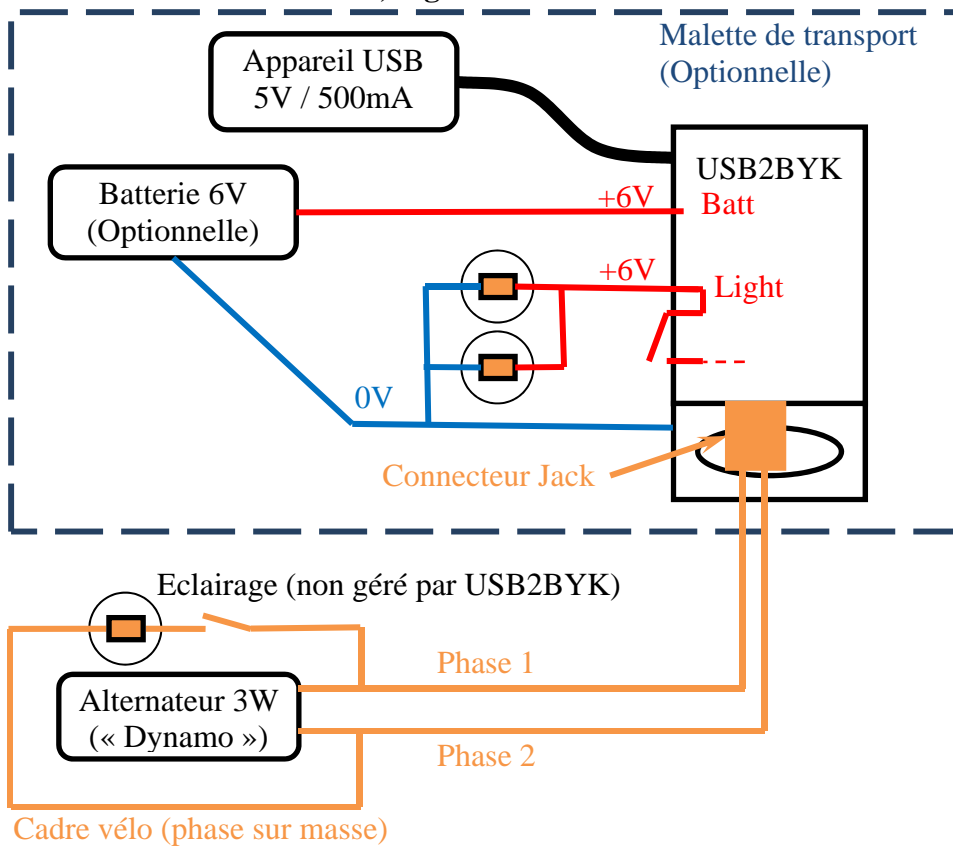 Malette de transport
(Optionnelle)
Appareil USB
5V / 500mA
USB2BYK
Batterie 6V
(Optionnelle)
+6V
Batt
+6V
Light
0V
Connecteur Jack
Eclairage (non géré par USB2BYK)
Phase 1
Alternateur 3W
(« Dynamo »)
Phase 2
Cadre vélo (phase sur masse)